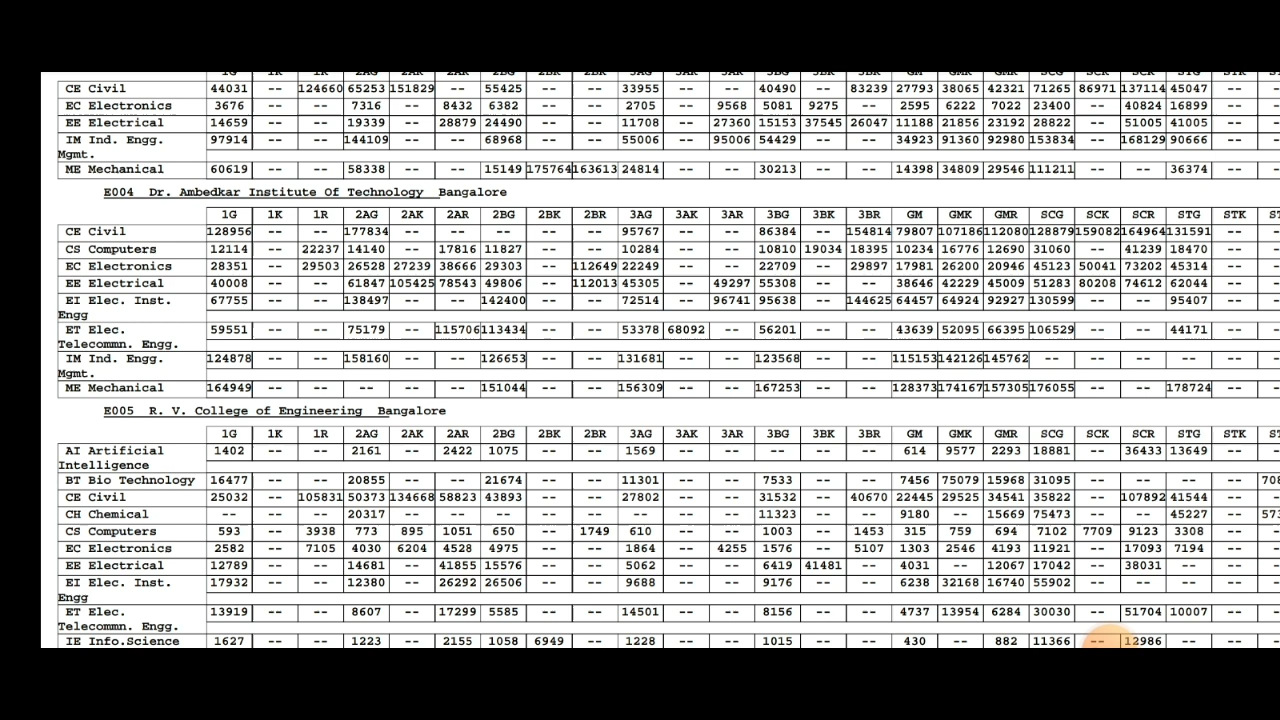 1G 1K 1R 2AG 2AK 2AR 2BG 2BK 2BR 3AG 3AK 3AR 3BG 3BK 3BR GM GMK GMR SCG SCK SCR STG STK
CE Civil 44031 -- 124660 65253 151829 -- 55425 -- -- 33955 -- -- 40490 -- 83239 27793 38065 42321 71265 86971 137114 45047 --
EC Electronics 3676 -- -- 7316 -- 8432 6382 -- -- 2705 -- 9568 5081 9275 -- 2595 6222 7022 23400 -- 40824 16899 --
EE Electrical 14659 -- -- 19339 -- 28879 24490 -- -- 11708 -- 27360 15153 37545 26047 11188 21856 23192 28822 -- 51005 41005 --
IM Ind. Engg. 97914 -- -- 144109 -- -- 68968 -- -- 55006 -- 95006 54429 -- -- 34923 91360 92980 153834 -- 168129 90666 --
Mgmt.
ME Mechanical 60619 -- -- 58338 -- -- 15149 175764 163613 24814 -- -- 30213 -- -- 14398 34809 29546 111211 -- -- 36374 --
E004 Dr. Ambedkar Institute Of Technology Bangalore
1G 1K 1R 2AG 2AK 2AR 2BG 2BK 2BR 3AG 3AK 3AR 3BG 3BK 3BR GM GMK GMR SCG SCK SCR STG STK ST
CE Civil 128956 -- -- 177834 -- -- -- -- -- 95767 -- -- 86384 -- 154814 79807 107186 112080 128879 159082 164964 131591 -- -
CS Computers 12114 -- 22237 14140 -- 17816 11827 -- -- 10284 -- -- 10810 19034 18395 10234 16776 12690 31060 -- 41239 18470 -- -
EC Electronics 28351 -- 29503 26528 27239 38666 29303 -- 112649 22249 -- -- 22709 -- 29897 17981 26200 20946 45123 50041 73202 45314 -- -
EE Electrical 40008 -- -- 61847 105425 78543 49806 -- 112013 45305 -- 49297 55308 -- -- 38646 42229 45009 51283 80208 74612 62044 -- -
EI Elec. Inst. 67755 -- -- 138497 -- -- 142400 -- -- 72514 -- 96741 95638 -- 144625 64457 64924 92927 130599 -- -- 95407 -- -
Engg
ET Elec. 59551 -- -- 75179 -- 115706 113434 -- -- 53378 68092 -- 56201 -- -- 43639 52095 66395 106529 -- -- 44171 -- -
Telecommn. Engg.
IM Ind. Engg. 124878 -- -- 158160 -- -- 126653 -- -- 131681 -- -- 123568 -- -- 115153 142126 145762 -- -- -- -- -- -
Mgmt.
ME Mechanical 164949 -- -- -- -- -- 151044 -- -- 156309 -- -- 167253 -- -- 128373 174167 157305 176055 -- -- 178724 -- -
E005 R. V. College of Engineering Bangalore
1G 1K 1R 2AG 2AK 2AR 2BG 2BK 2BR 3AG 3AK 3AR 3BG 3BK 3BR GM GMK GMR SCG SCK SCR STG STK ST
AI Artificial 1402 -- -- 2161 -- 2422 1075 -- -- 1569 -- -- -- -- -- 614 9577 2293 18881 -- 36433 13649 -- -
Intelligence
BT Bio Technology 16477 -- -- 20855 -- -- 21674 -- -- 11301 -- -- 7533 -- -- 7456 75079 15968 31095 -- -- -- -- 708
CE Civil 25032 -- 105831 50373 134668 58823 43893 -- -- 27802 -- -- 31532 -- 40670 22445 29525 34541 35822 -- 107892 41544 -- -
CH Chemical -- -- -- 20317 -- -- -- -- -- -- -- -- 11323 -- -- 9180 -- 15669 75473 -- -- 45227 -- 573
CS Computers 593 -- 3938 773 895 1051 650 -- 1749 610 -- -- 1003 -- 1453 315 759 694 7102 7709 9123 3308 -- -
EC Electronics 2582 -- 7105 4030 6204 4528 4975 -- -- 1864 -- 4255 1576 -- 5107 1303 2546 4193 11921 -- 17093 7194 -- -
EE Electrical 12789 -- -- 14681 -- 41855 15576 -- -- 5062 -- -- 6419 41481 -- 4031 -- 12067 17042 -- 38031 -- -- -
EI Elec. Inst. 17932 -- -- 12380 -- 26292 26506 -- -- 9688 -- -- 9176 -- -- 6238 32168 16740 55902 -- -- -- -- -
Engg
ET Elec. 13919 -- -- 8607 -- 17299 5585 -- -- 14501 -- -- 8156 -- -- 4737 13954 6284 30030 -- 51704 10007 -- -
Telecommn. Engg.
IE Info.Science 1627 -- -- 1223 -- 2155 1058 6949 -- 1228 -- -- 1015 -- -- 430 -- 882 11366 -- 12986 -- -- -